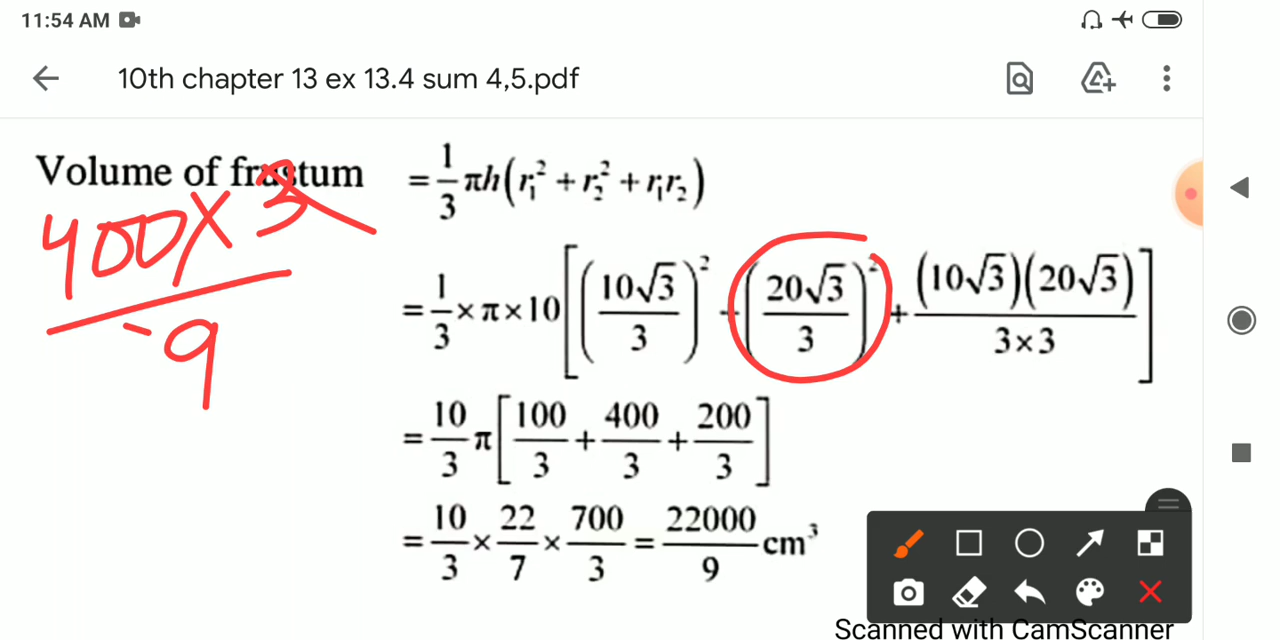 11:54 AM
10th chapter 13 ex 13.4 sum 4,5.pdf
Volume of frustum = 1/3 πh(r₁² + r₂² + r₁r₂)
400 × 3
/ 9
= 1/3 × π × 10[(10√3/3)² + (20√3/3)² + (10√3)(20√3)/3×3]
= 10/3 π[100/3 + 400/3 + 200/3]
= 10/3 × 22/7 × 700/3 = 22000/9 cm³
Scanned with CamScanner